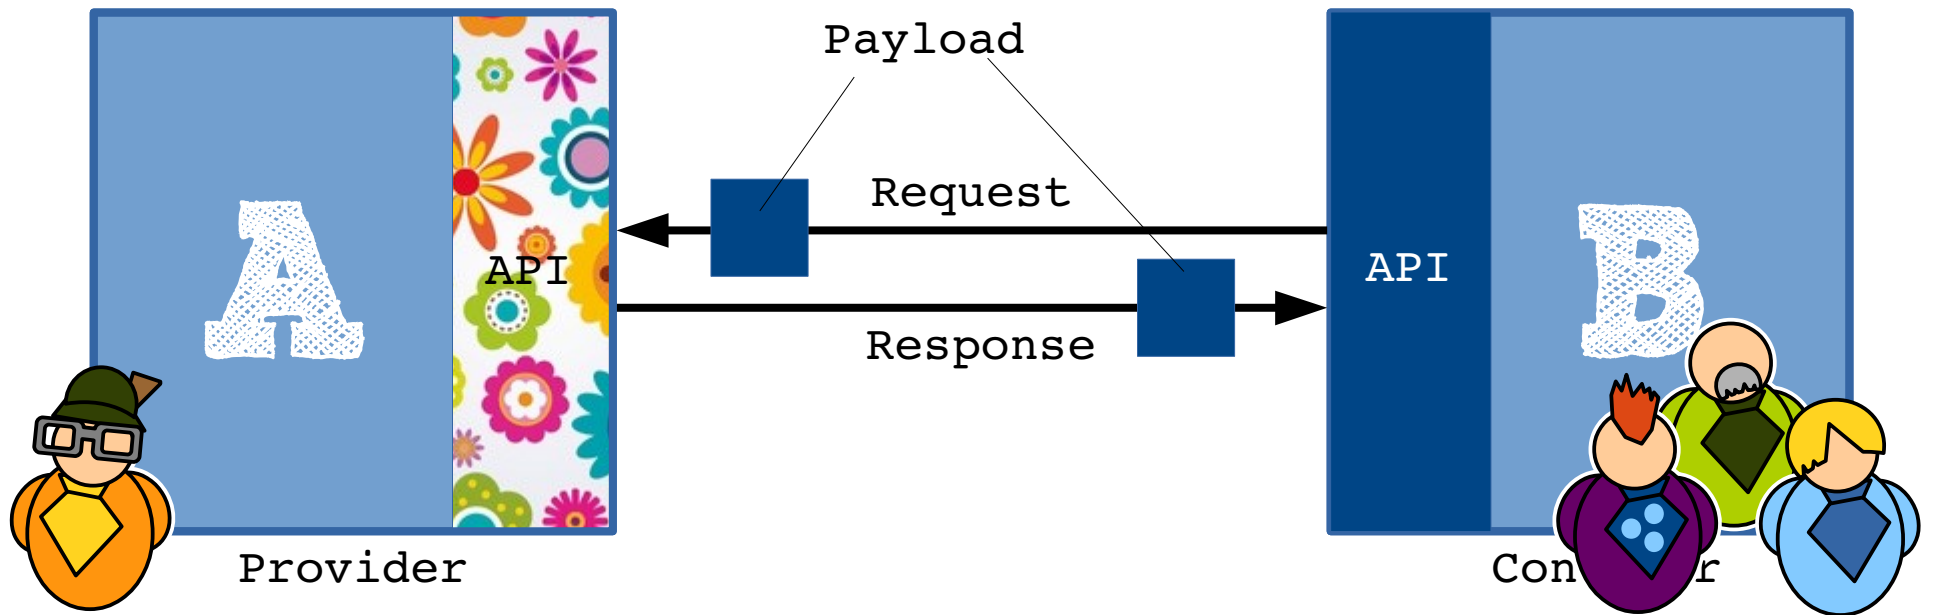 Payload
Request
A
API
API
B
Response
Provider